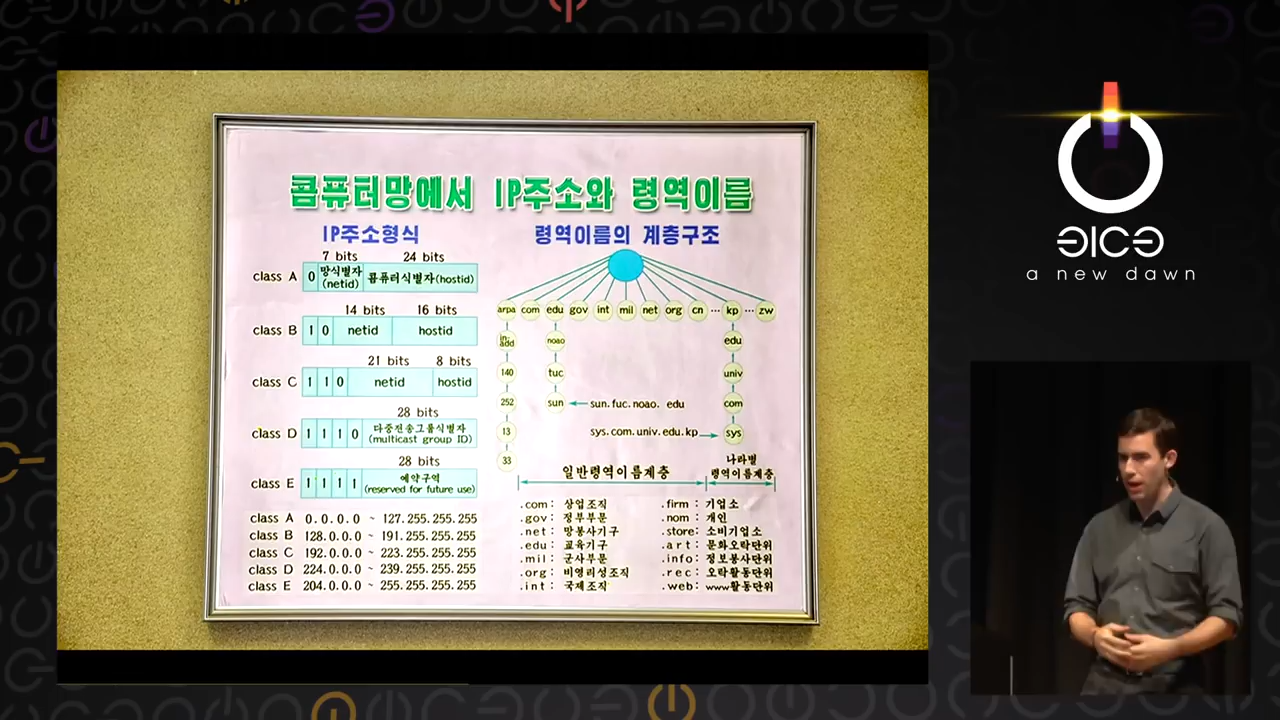 콤퓨터망에서 IP주소와 령역이름
IP주소형식
7 bits 24 bits
class A 0 망식별자 (netid) 콤퓨터식별자(hostid)
14 bits 16 bits
class B 1 0 netid hostid
21 bits 8 bits
class C 1 1 0 netid hostid
28 bits
class D 1 1 1 0 다중전송그룹식별자 (multicast group ID)
28 bits
class E 1 1 1 1 예약구역 (reserved for future use)
class A 0.0.0.0 ~ 127.255.255.255
class B 128.0.0.0 ~ 191.255.255.255
class C 192.0.0.0 ~ 223.255.255.255
class D 224.0.0.0 ~ 239.255.255.255
class E 204.0.0.0 ~ 255.255.255.255
령역이름의 계층구조
arpa com edu gov int mil net org cn ··· kp ··· zw
in-add noao edu
140 tuc univ
252 sun sun.fuc.noao. edu com
13 sys.com.univ.edu.kp sys
33
일반령역이름계층 나라별 령역이름계층
.com: 상업조직
.gov: 정부부문
.net: 망봉사기구
.edu: 교육기구
.mil: 군사부문
.org: 비영리성조직
.int: 국제조직
.firm: 기업소
.nom: 개인
.store: 소비기업소
.art: 문화오락단위
.info: 정보봉사단위
.rec: 오락활동단위
.web: www활동단위
a new dawn